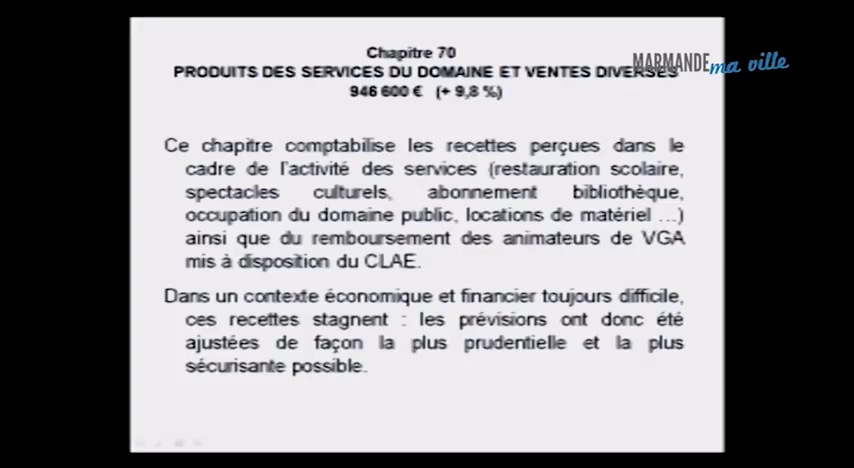 Chapitre 70
PRODUITS DES SERVICES DU DOMAINE ET VENTES DIVERSES
946 600 € (+ 9,8 %)
MARMANDE ma ville
Ce chapitre comptabilise les recettes perçues dans le
cadre de l'activité des services (restauration scolaire,
spectacles culturels, abonnement bibliothèque,
occupation du domaine public, locations de matériel ...)
ainsi que du remboursement des animateurs de VGA
mis à disposition du CLAE.
Dans un contexte économique et financier toujours difficile,
ces recettes stagnent : les prévisions ont donc été
ajustées de façon la plus prudentielle et la plus
sécurisante possible.